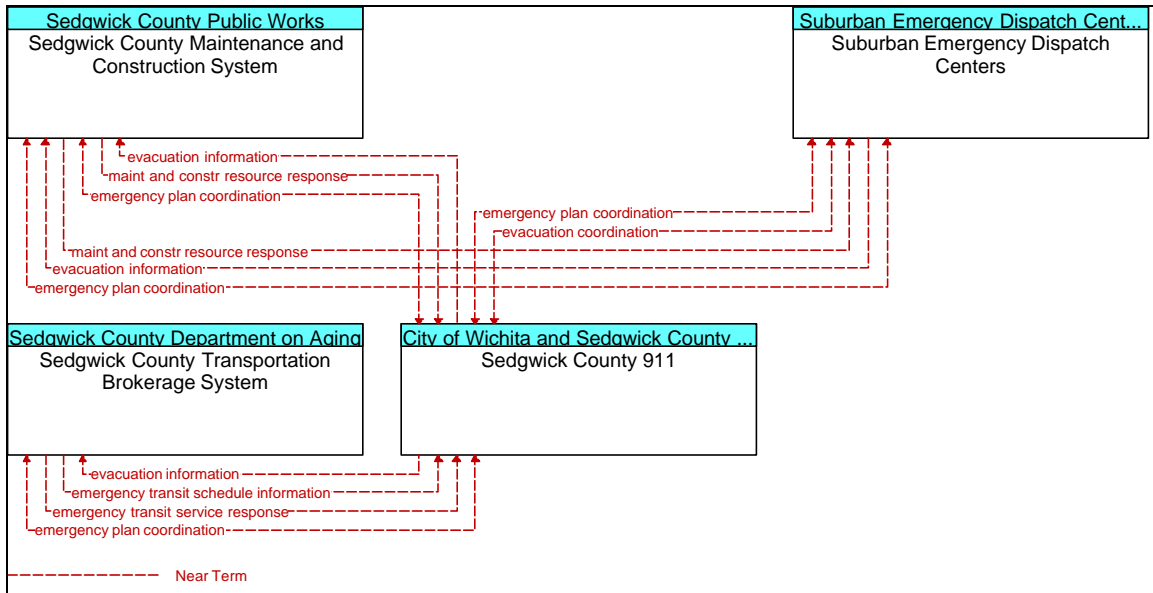 Sedgwick County Public Works
Sedgwick County Maintenance and
Construction System
Suburban Emergency Dispatch Cent...
Suburban Emergency Dispatch
Centers
evacuation information
maint and constr resource response
emergency plan coordination
emergency plan coordination
evacuation coordination
maint and constr resource response
evacuation information
emergency plan coordination
Sedgwick County Department on Aging
Sedgwick County Transportation
Brokerage System
City of Wichita and Sedgwick County ...
Sedgwick County 911
evacuation information
emergency transit schedule information
emergency transit service response
emergency plan coordination
Near Term